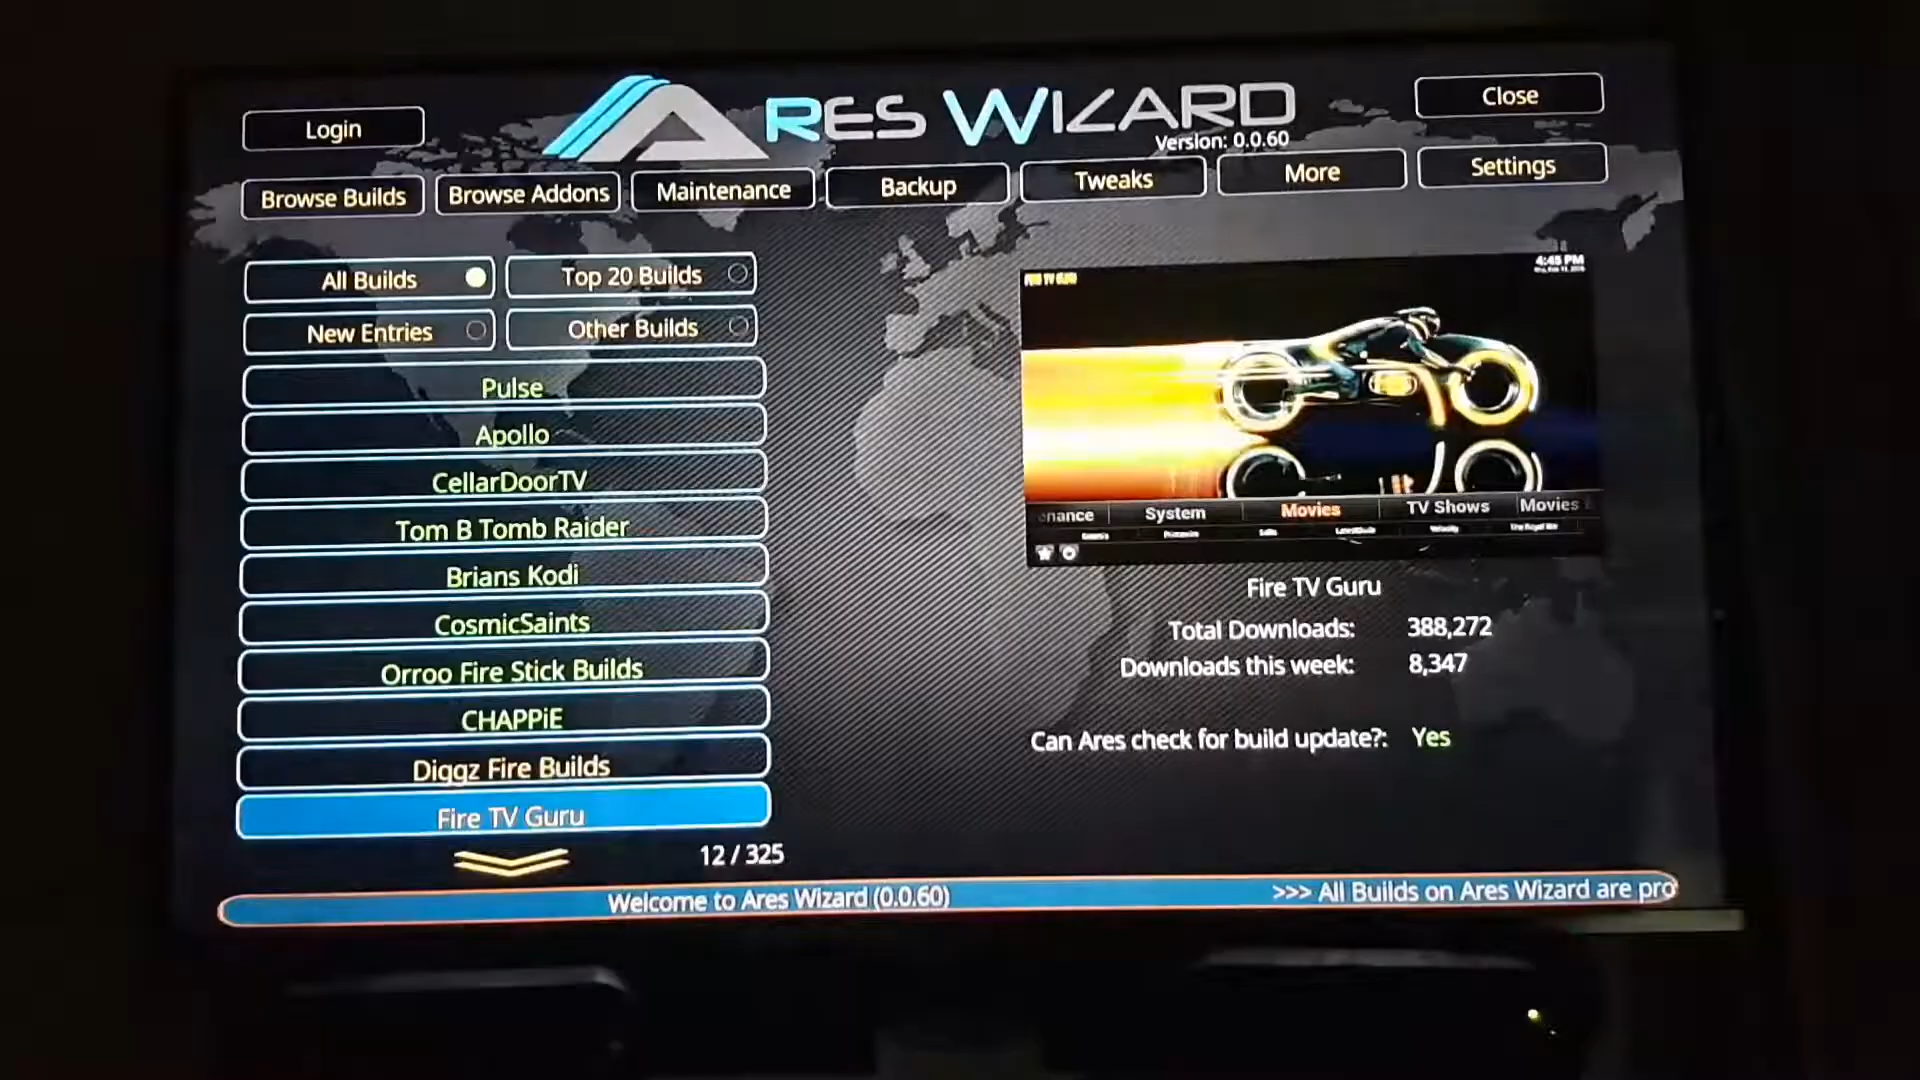 Login
ARES WIZARD
Version: 0.0.60
Close
Browse Builds
Browse Addons
Maintenance
Backup
Tweaks
More
Settings
All Builds
Top 20 Builds
New Entries
Other Builds
Pulse
Apollo
CellarDoorTV
Tom B Tomb Raider
Brians Kodi
CosmicSaints
Orroo Fire Stick Builds
CHAPPiE
Diggz Fire Builds
Fire TV Guru
12 / 325
FIRE TV GURU
4:45 PM
enance System Movies TV Shows Movies
Fire TV Guru
Total Downloads: 388,272
Downloads this week: 8,347
Can Ares check for build update?: Yes
Welcome to Ares Wizard (0.0.60) >>> All Builds on Ares Wizard are pro